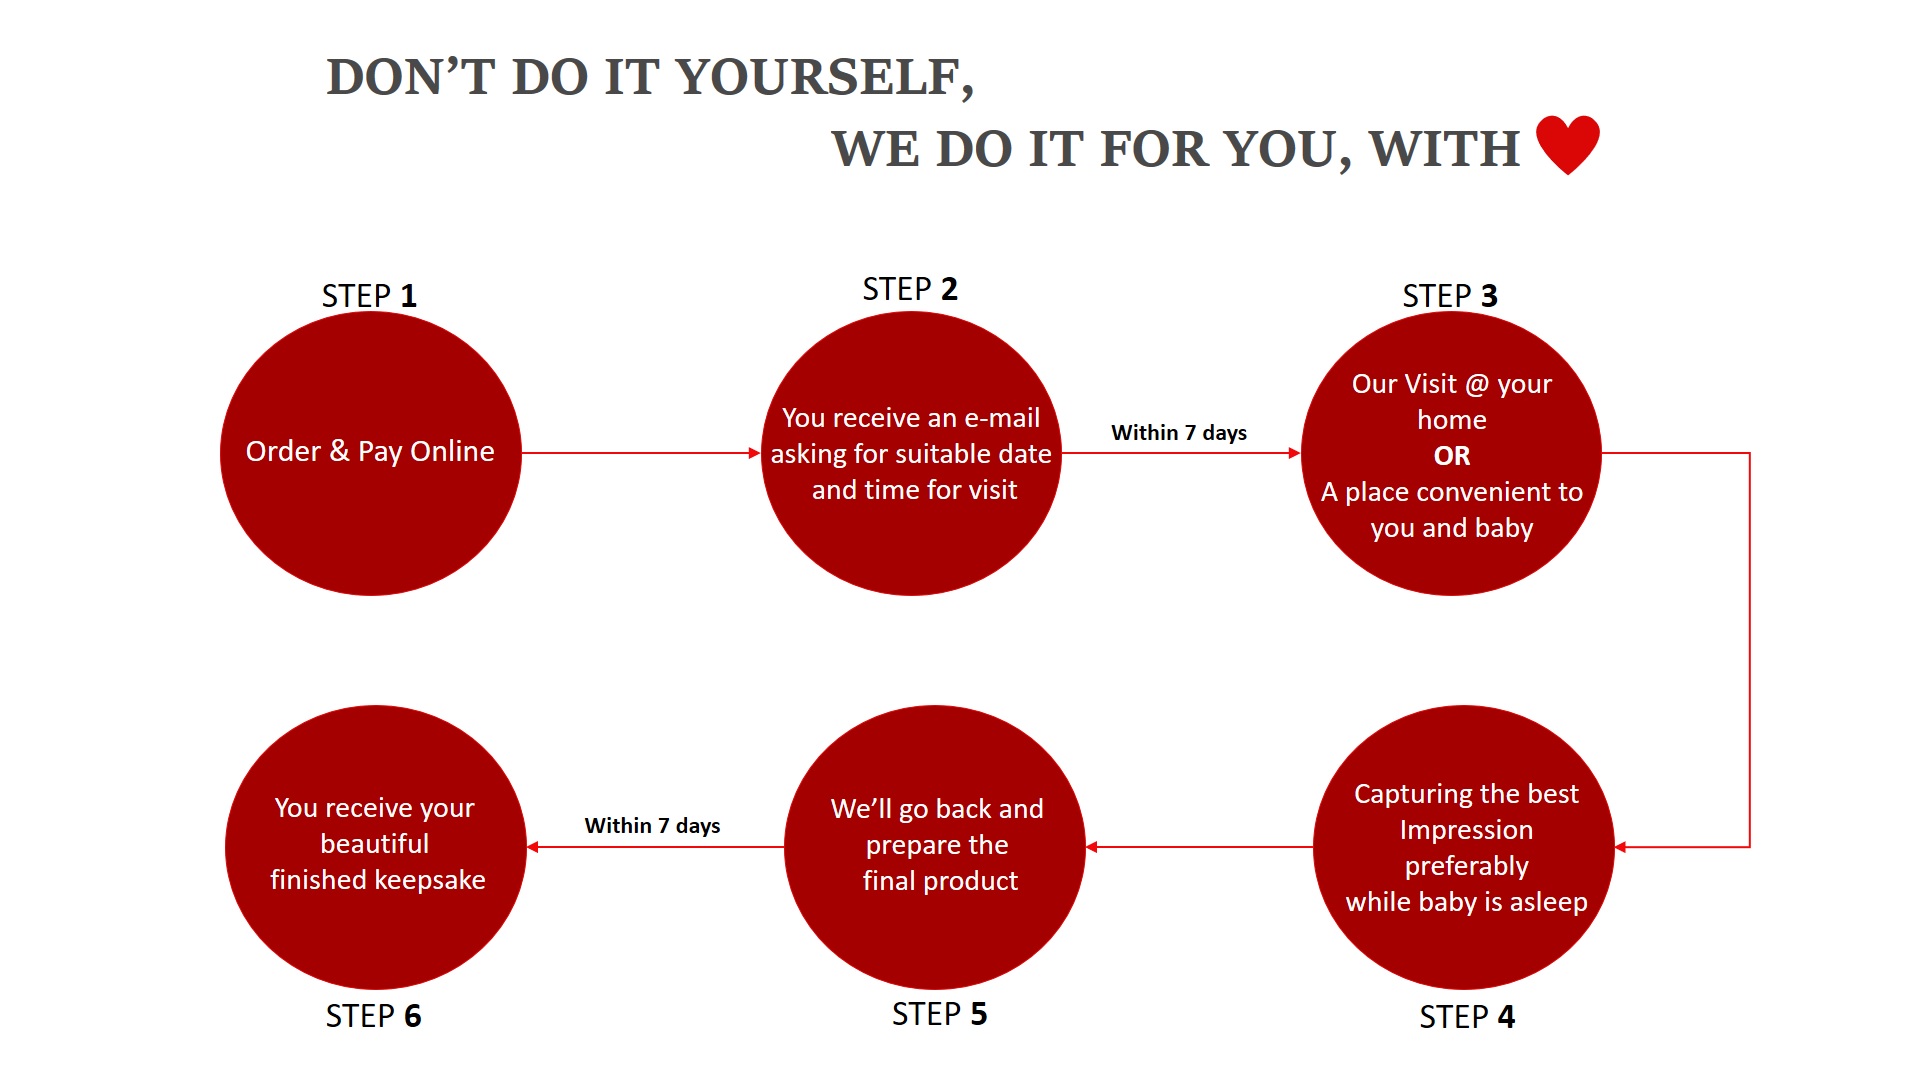 DON’T DO IT YOURSELF,
WE DO IT FOR YOU, WITH
STEP 1
Order & Pay Online
STEP 2
You receive an e-mail
asking for suitable date
and time for visit
Within 7 days
STEP 3
Our Visit @ your
home
OR
A place convenient to
you and baby
Capturing the best
Impression
preferably
while baby is asleep
STEP 4
We’ll go back and
prepare the
final product
STEP 5
Within 7 days
You receive your
beautiful
finished keepsake
STEP 6